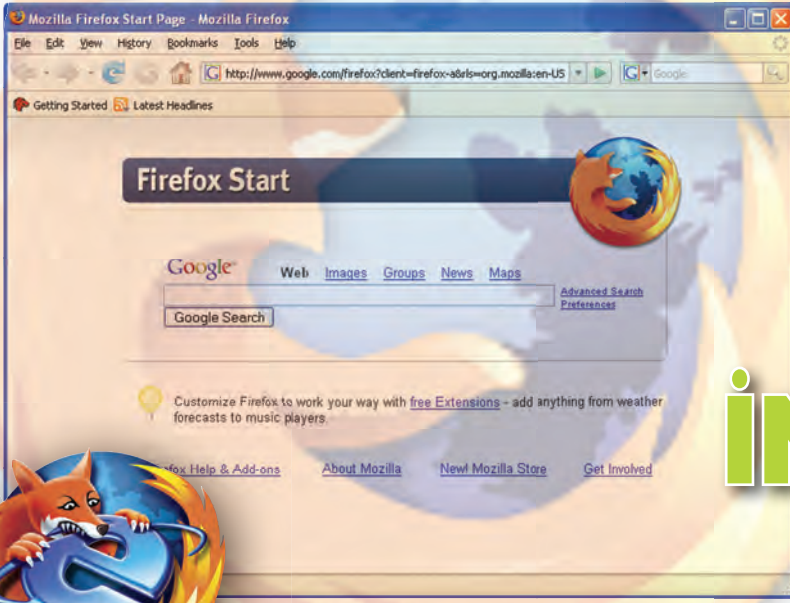 Mozilla Firefox Start Page - Mozilla Firefox
File Edit View History Bookmarks Tools Help
http://www.google.com/firefox?client=firefox-a&rls=org.mozilla:en-US Google
Getting Started Latest Headlines
Firefox Start
Google Web Images Groups News Maps
Advanced Search
Preferences
Google Search
Customize Firefox to work your way with free Extensions - add anything from weather
forecasts to music players.
fox Help & Add-ons About Mozilla New! Mozilla Store Get Involved